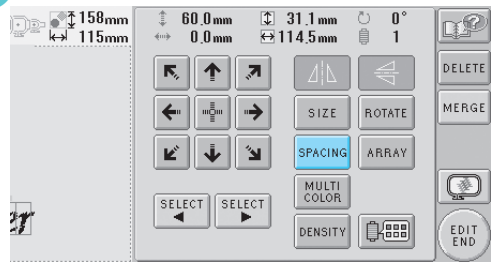 158mm
115mm
60.0mm 31.1mm 0°
0.0mm 114.5mm 1
DELETE
MERGE
SIZE ROTATE
SPACING ARRAY
MULTI
COLOR
SELECT SELECT
DENSITY
EDIT
END
er